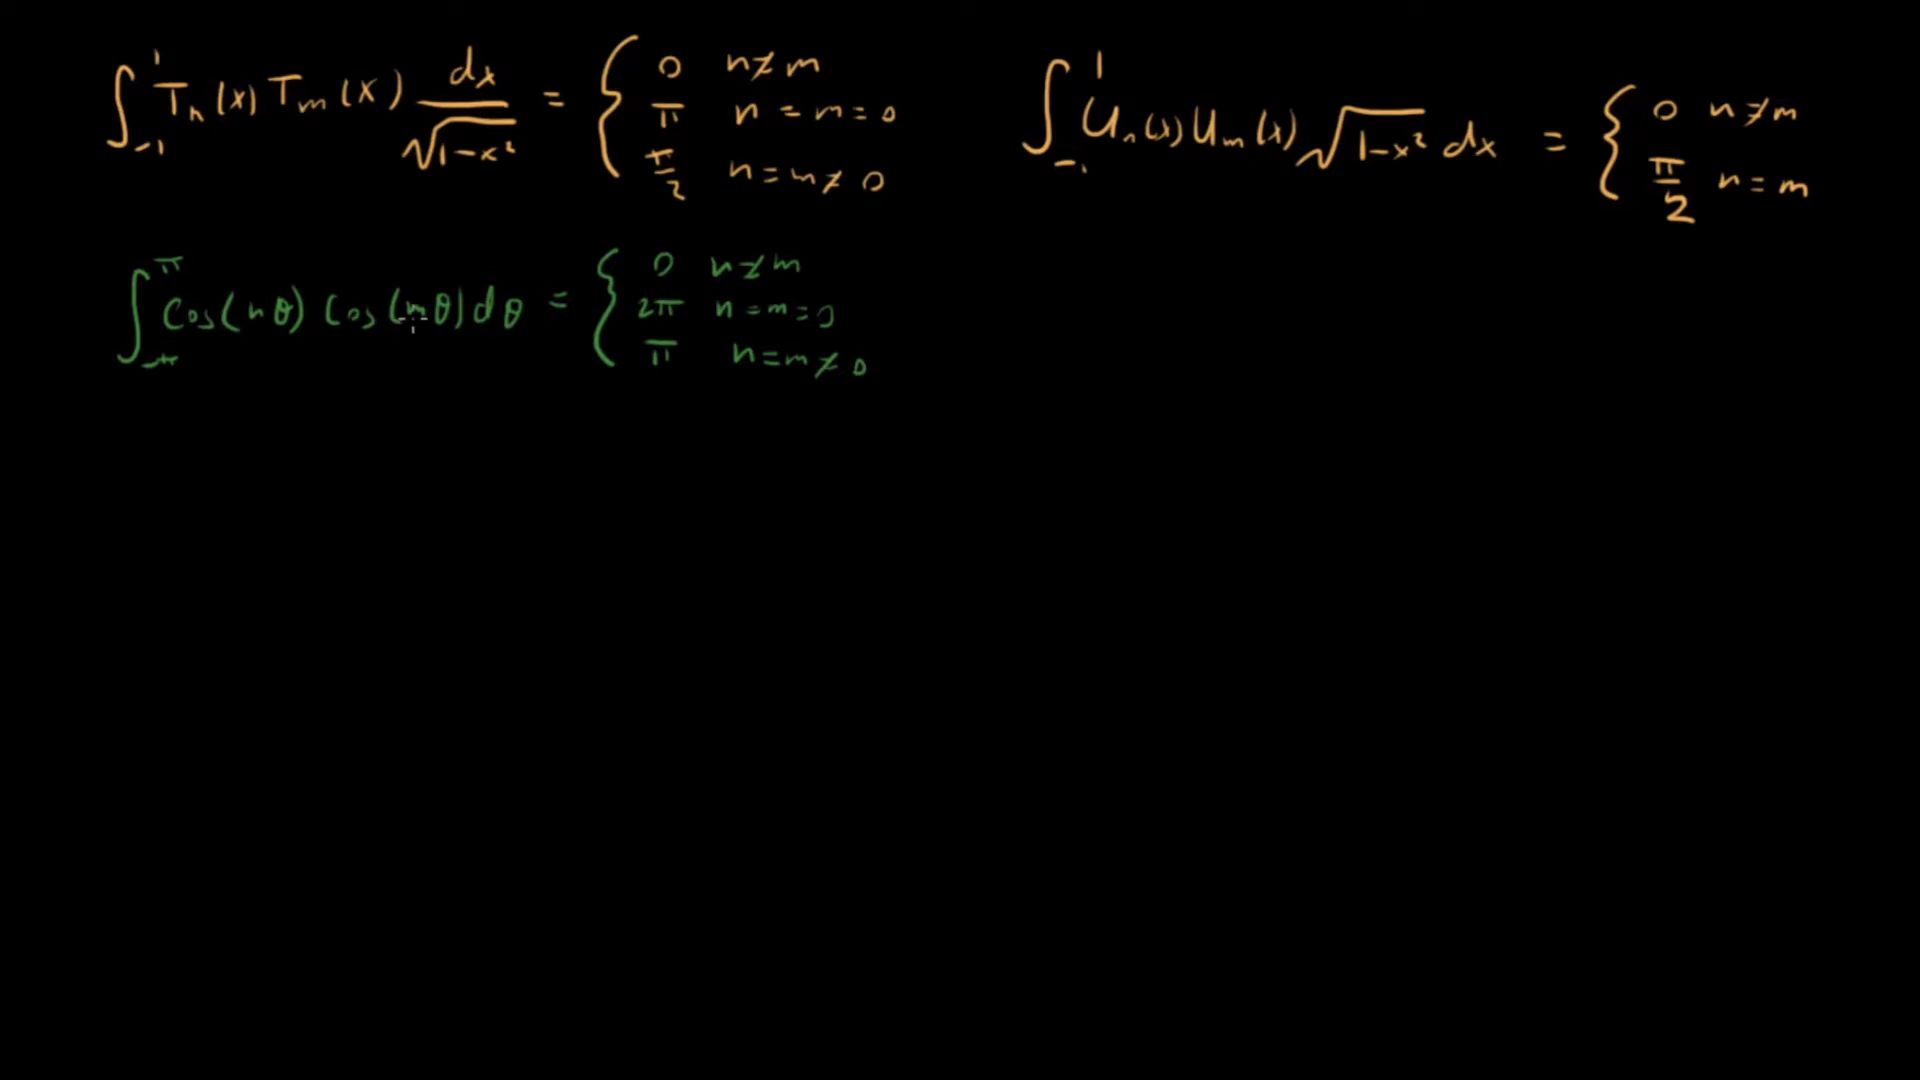 ∫_{-1}^{1} T_n(x) T_m(x) dx/√(1-x²) = { 0 n≠m
π n=m=0
π/2 n=m≠0
∫_{-1}^{1} U_n(x) U_m(x) √(1-x²) dx = { 0 n≠m
π/2 n=m
∫_{-π}^{π} Cos(nθ) Cos(mθ) dθ = { 0 n≠m
2π n=m=0
π n=m≠0